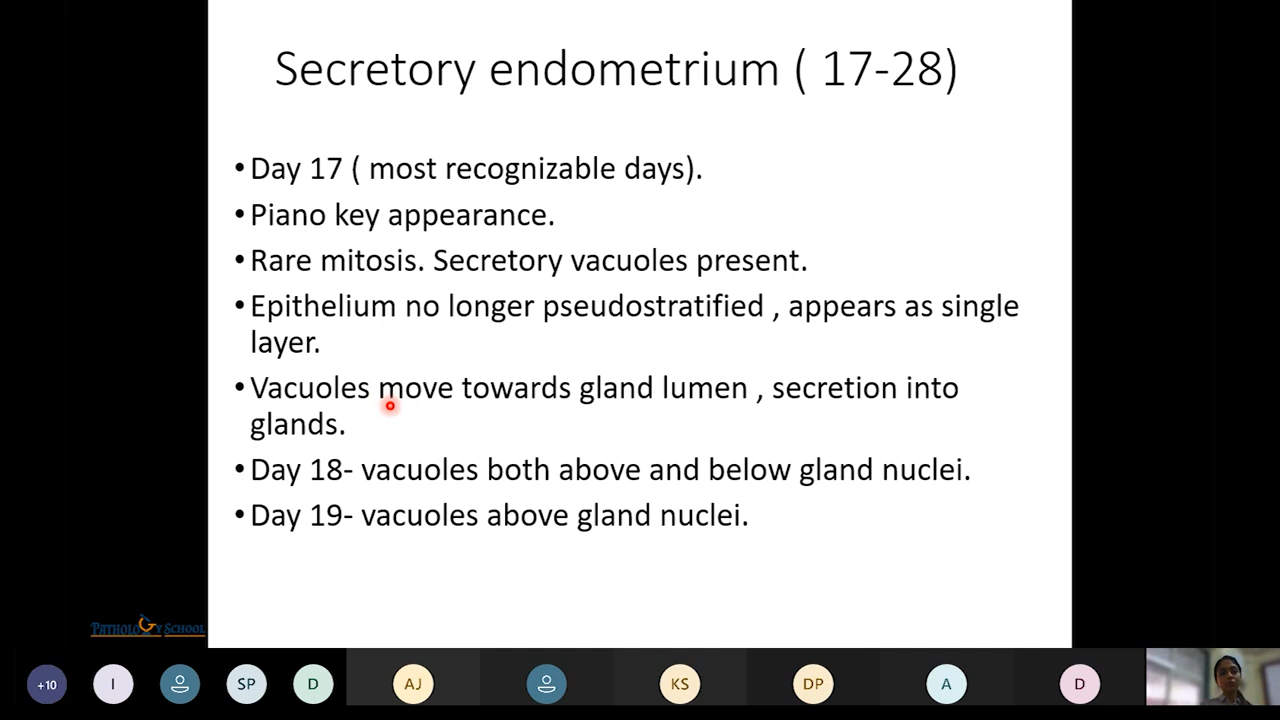 Secretory endometrium ( 17-28)
•Day 17 ( most recognizable days).
•Piano key appearance.
•Rare mitosis. Secretory vacuoles present.
•Epithelium no longer pseudostratified , appears as single
layer.
•Vacuoles move towards gland lumen , secretion into
glands.
•Day 18- vacuoles both above and below gland nuclei.
•Day 19- vacuoles above gland nuclei.
PATHOLOGY SCHOOL
+10 I SP D AJ KS DP A D